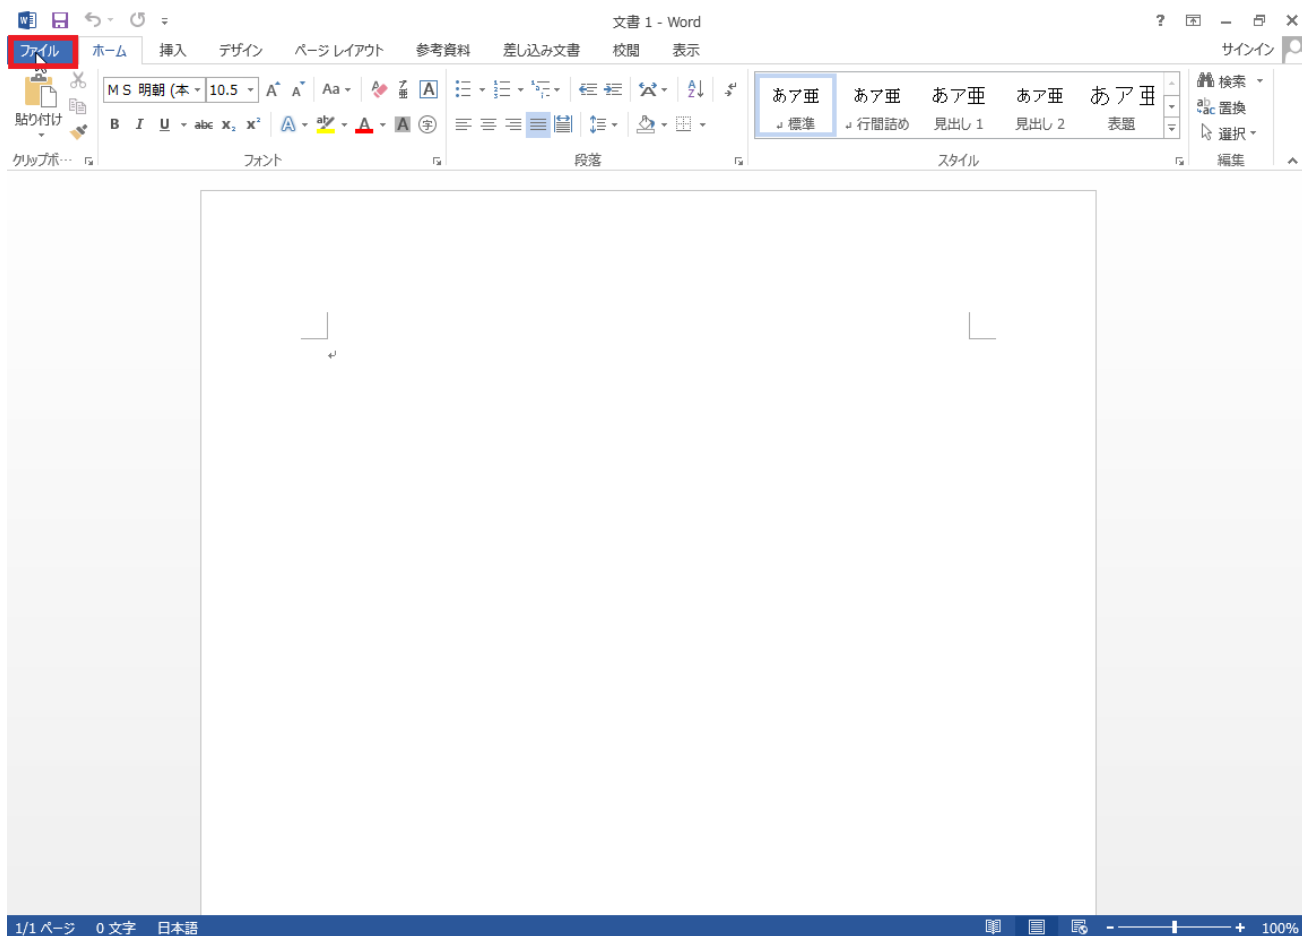 文書 1 - Word
ファイル ホーム 挿入 デザイン ページ レイアウト 参考資料 差し込み文書 校閲 表示 サインイン
貼り付け
クリップボ…
ＭＳ 明朝 (本 10.5 Aa
B I U abc x₂ x² A aby A A 字
フォント
段落
あア亜 あア亜 あア亜 あア亜 あア亜
標準 行間詰め 見出し 1 見出し 2 表題
スタイル
検索
置換
選択
編集
1/1 ページ 0 文字 日本語 100%